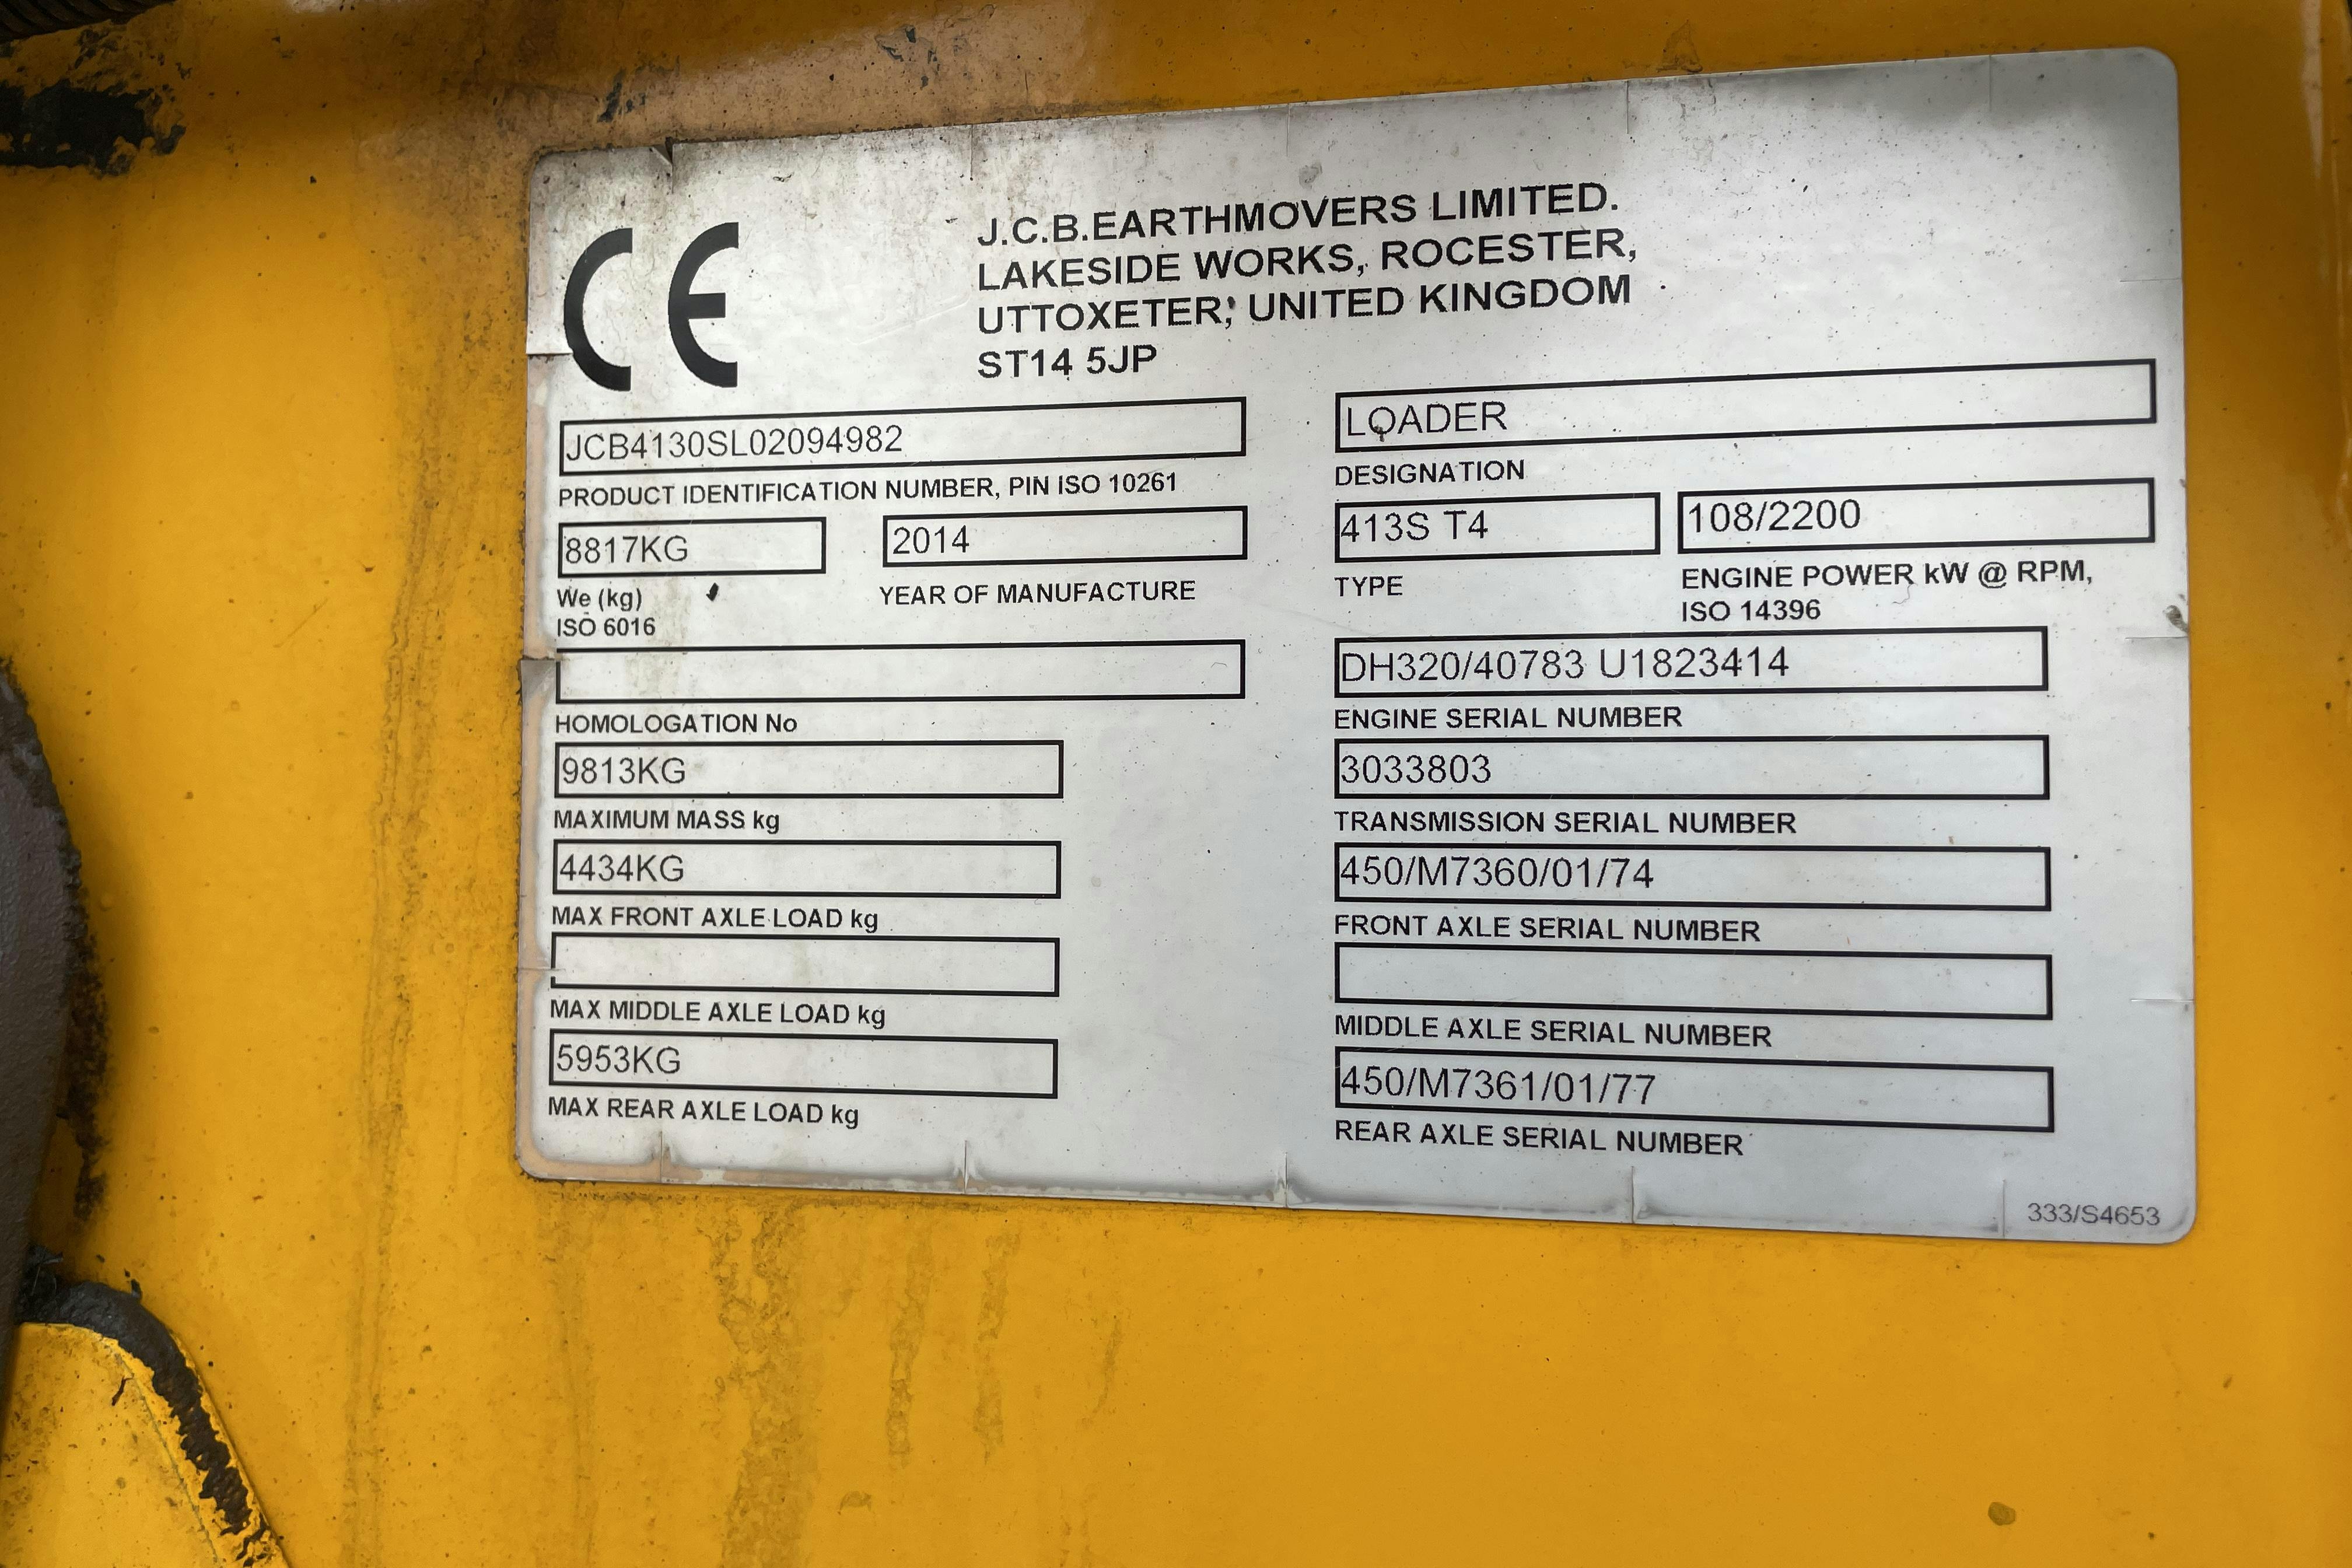 CE
J.C.B.EARTHMOVERS LIMITED.
LAKESIDE WORKS, ROCESTER,
UTTOXETER, UNITED KINGDOM
ST14 5JP
JCB4130SL02094982
PRODUCT IDENTIFICATION NUMBER, PIN ISO 10261
8817KG
2014
We (kg)
ISO 6016
YEAR OF MANUFACTURE
HOMOLOGATION No
9813KG
MAXIMUM MASS kg
4434KG
MAX FRONT AXLE LOAD kg
MAX MIDDLE AXLE LOAD kg
5953KG
MAX REAR AXLE LOAD kg
LOADER
DESIGNATION
413S T4
108/2200
TYPE
ENGINE POWER kW @ RPM,
ISO 14396
DH320/40783 U1823414
ENGINE SERIAL NUMBER
3033803
TRANSMISSION SERIAL NUMBER
450/M7360/01/74
FRONT AXLE SERIAL NUMBER
MIDDLE AXLE SERIAL NUMBER
450/M7361/01/77
REAR AXLE SERIAL NUMBER
333/S4653